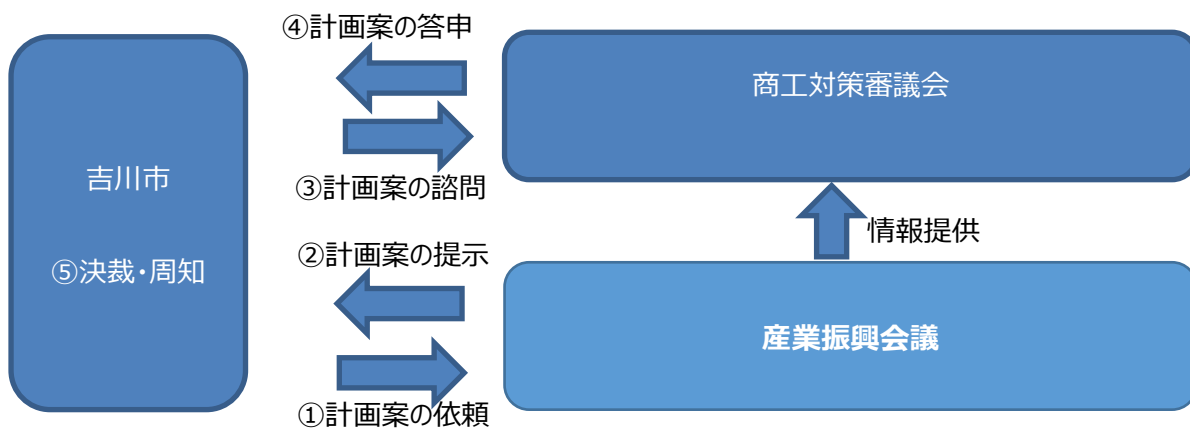 ④計画案の答申
商工対策審議会
吉川市
③計画案の諮問
情報提供
②計画案の提示
⑤決裁・周知
産業振興会議
①計画案の依頼